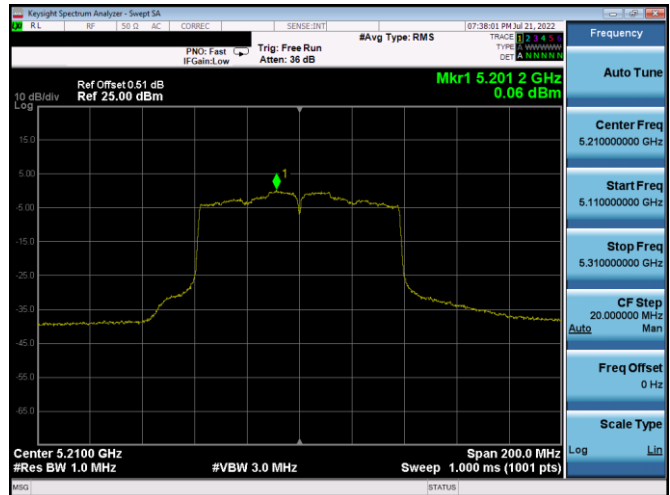 Keysight Spectrum Analyzer - Swept SA
RL RF 50 Ω AC CORREC SENSE:INT 07:38:01 PM Jul 21, 2022
#Avg Type: RMS
TRACE 1 2 3 4 5 6
TYPE A WWWWW
DET A N N N N N
PNO: Fast
IFGain:Low
Trig: Free Run
Atten: 36 dB
Mkr1 5.201 2 GHz
0.06 dBm
Ref Offset 0.51 dB
Ref 25.00 dBm
10 dB/div
Log
15.0
5.00
-5.00
-15.0
-25.0
-35.0
-45.0
-55.0
-65.0
1
Center 5.2100 GHz
Span 200.0 MHz
#Res BW 1.0 MHz
#VBW 3.0 MHz
Sweep 1.000 ms (1001 pts)
MSG
STATUS
Frequency
Auto Tune
Center Freq
5.210000000 GHz
Start Freq
5.110000000 GHz
Stop Freq
5.310000000 GHz
CF Step
20.000000 MHz
Auto Man
Freq Offset
0 Hz
Scale Type
Log Lin